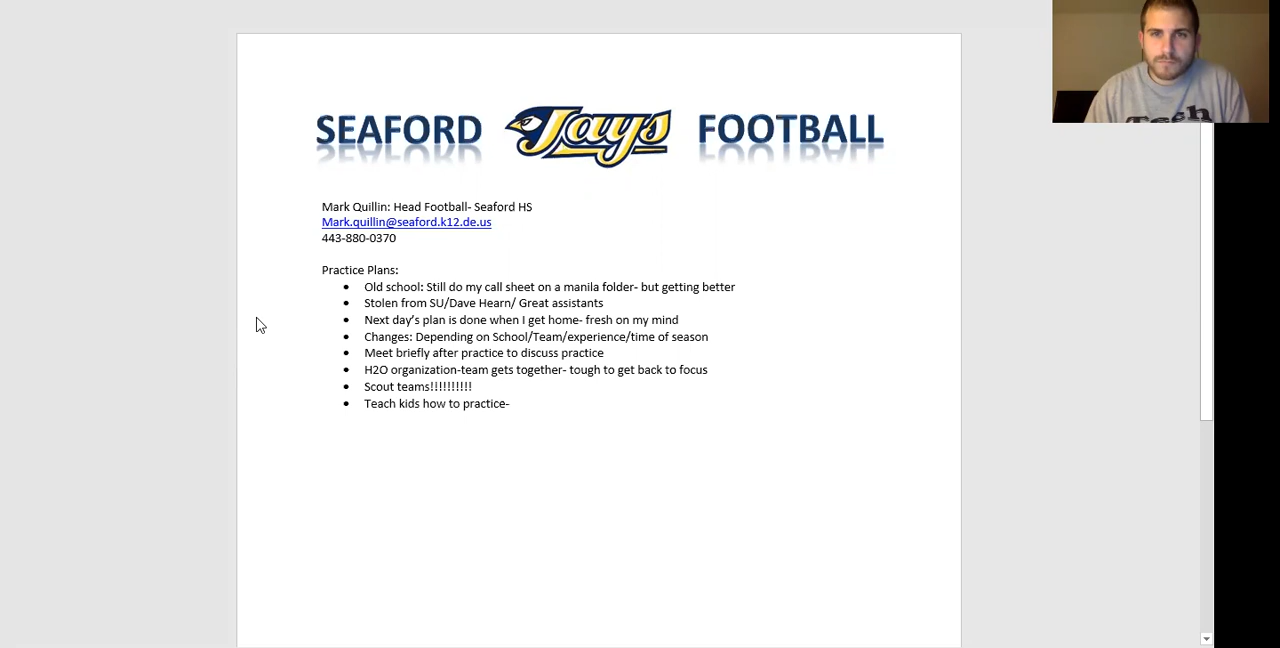 SEAFORD Jays FOOTBALL
Mark Quillin: Head Football- Seaford HS
Mark.quillin@seaford.k12.de.us
443-880-0370
Practice Plans:
• Old school: Still do my call sheet on a manila folder- but getting better
• Stolen from SU/Dave Hearn/ Great assistants
• Next day's plan is done when I get home- fresh on my mind
• Changes: Depending on School/Team/experience/time of season
• Meet briefly after practice to discuss practice
• H2O organization-team gets together- tough to get back to focus
• Scout teams!!!!!!!!!!
• Teach kids how to practice-